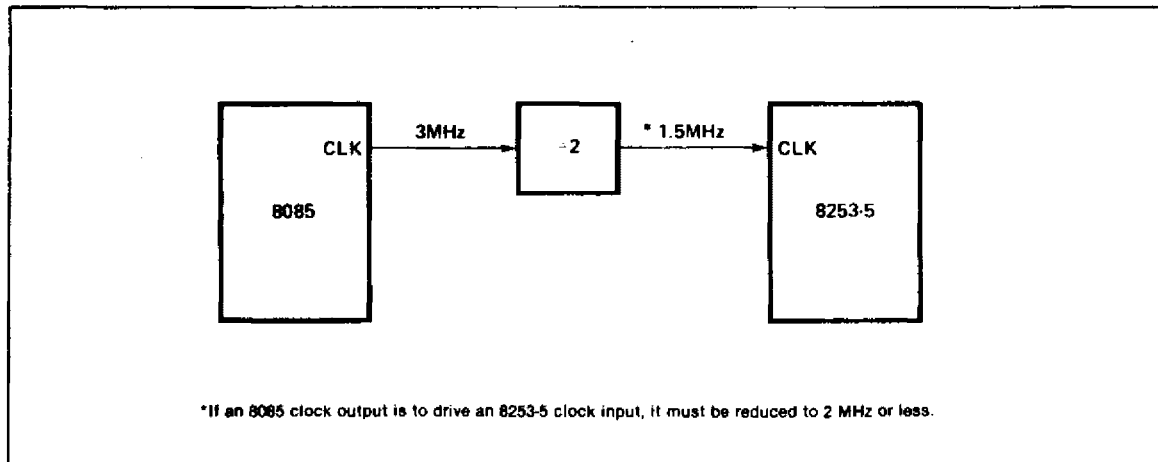 3MHz
* 1.5MHz
CLK
÷2
CLK
8085
8253-5
*If an 8085 clock output is to drive an 8253-5 clock input, it must be reduced to 2 MHz or less.